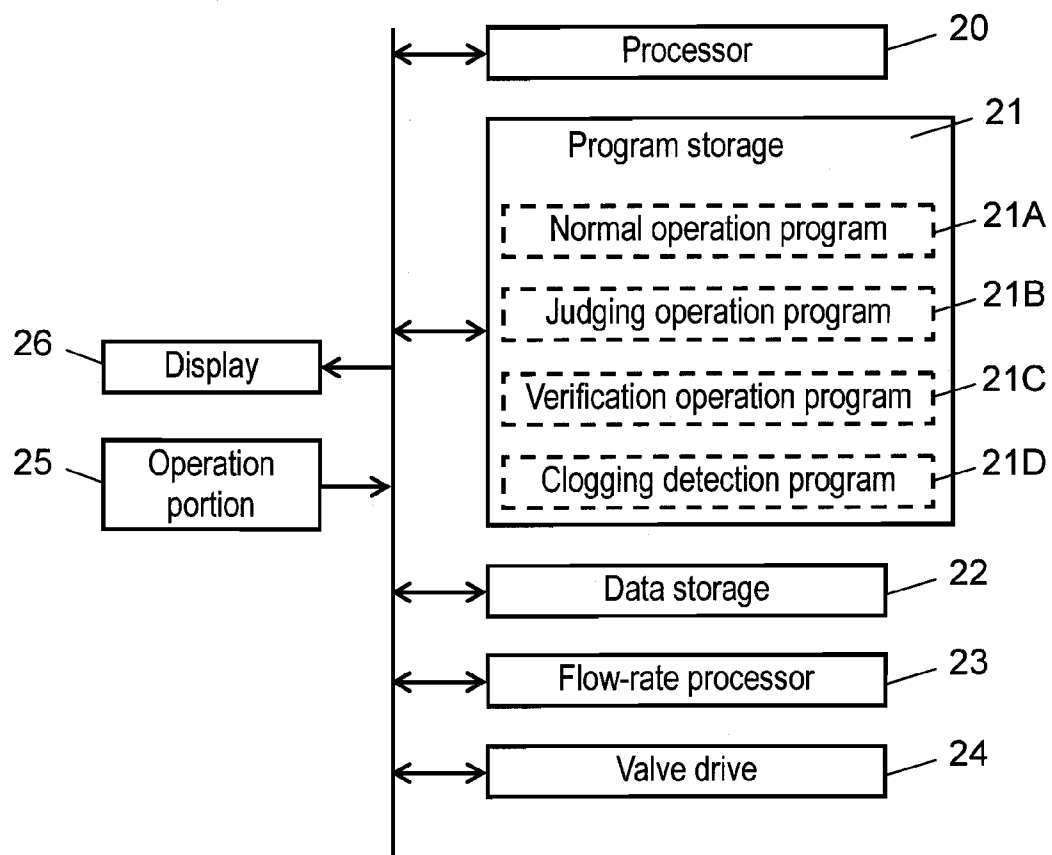 Processor
20
Program storage
21
Normal operation program
21A
Judging operation program
21B
Verification operation program
21C
Clogging detection program
21D
26
Display
25
Operation
portion
Data storage
22
Flow-rate processor
23
Valve drive
24